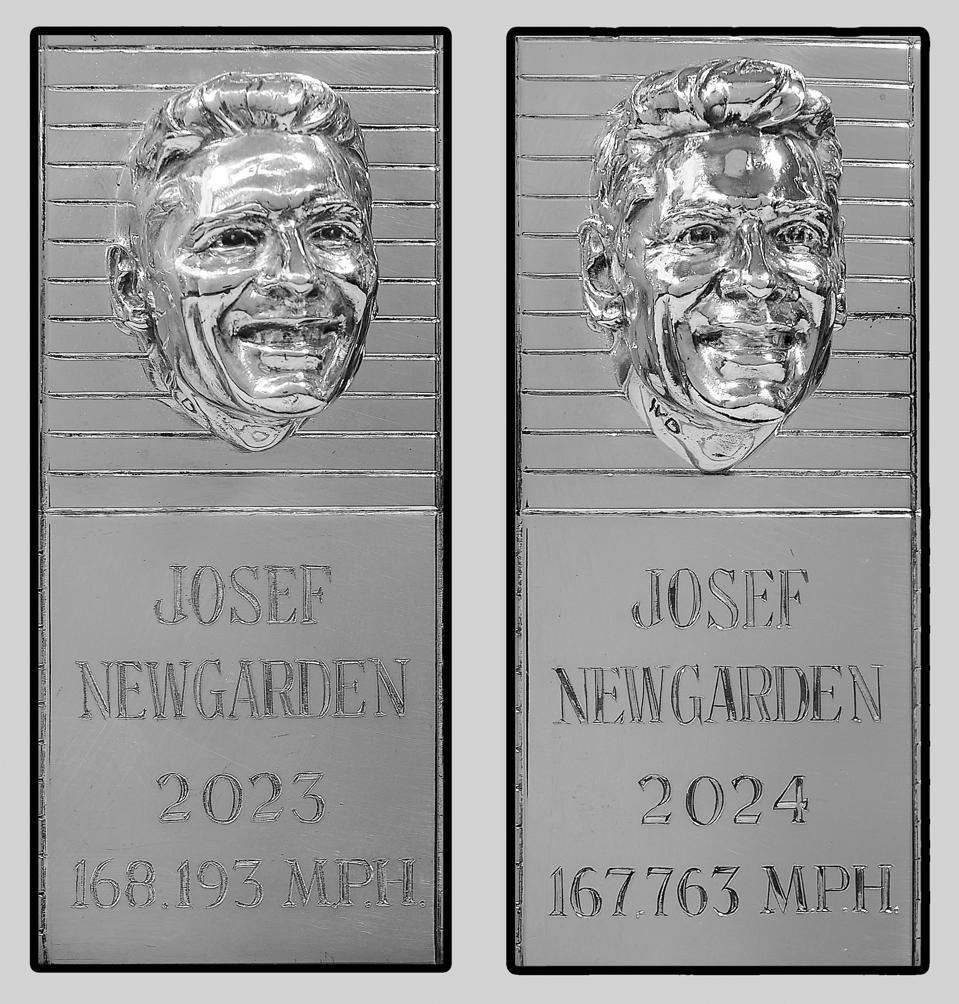 JOSEF
NEWGARDEN
2023
168.193 M.P.H.
JOSEF
NEWGARDEN
2024
167.763 M.P.H.